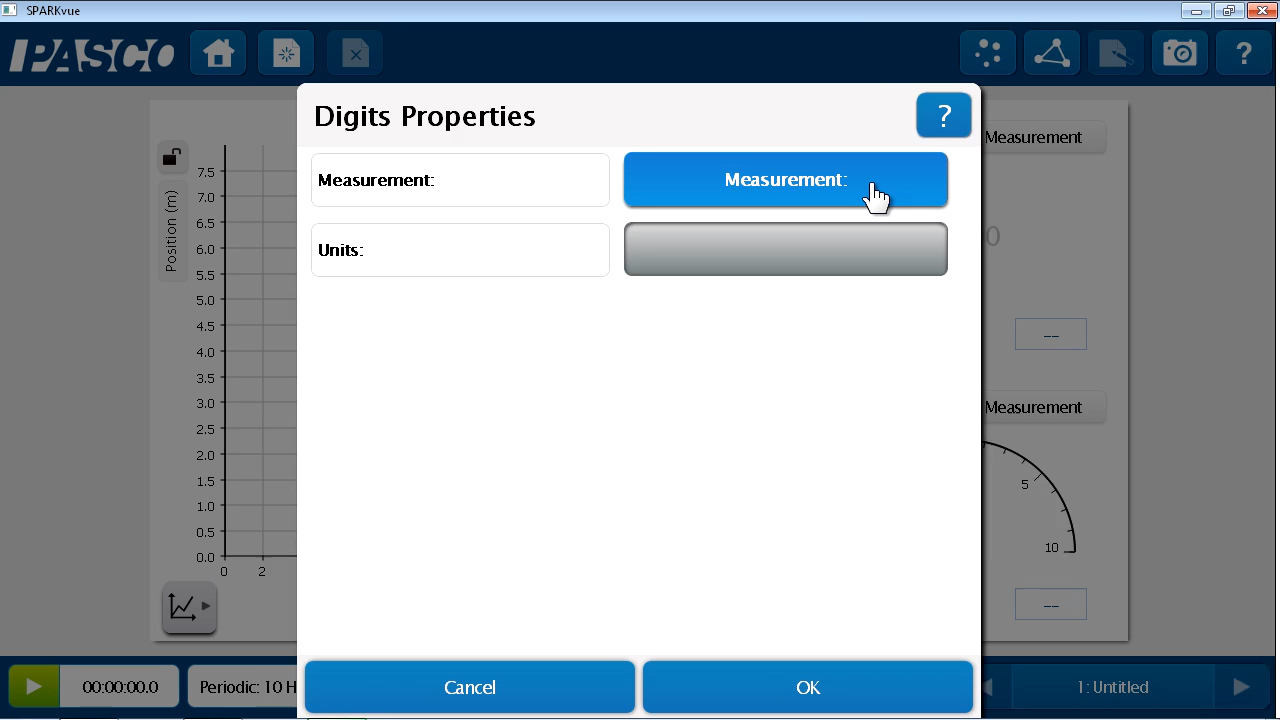 SPARKvue
PASCO
?
Digits Properties
?
Measurement:
Measurement:
Units:
Measurement
0
--
Measurement
5
10
--
Position (m)
7.5
7.0
6.5
6.0
5.5
5.0
4.5
4.0
3.5
3.0
2.5
2.0
1.5
1.0
0.5
0.0
0
2
00:00:00.0
Periodic: 10 H
Cancel
OK
1: Untitled